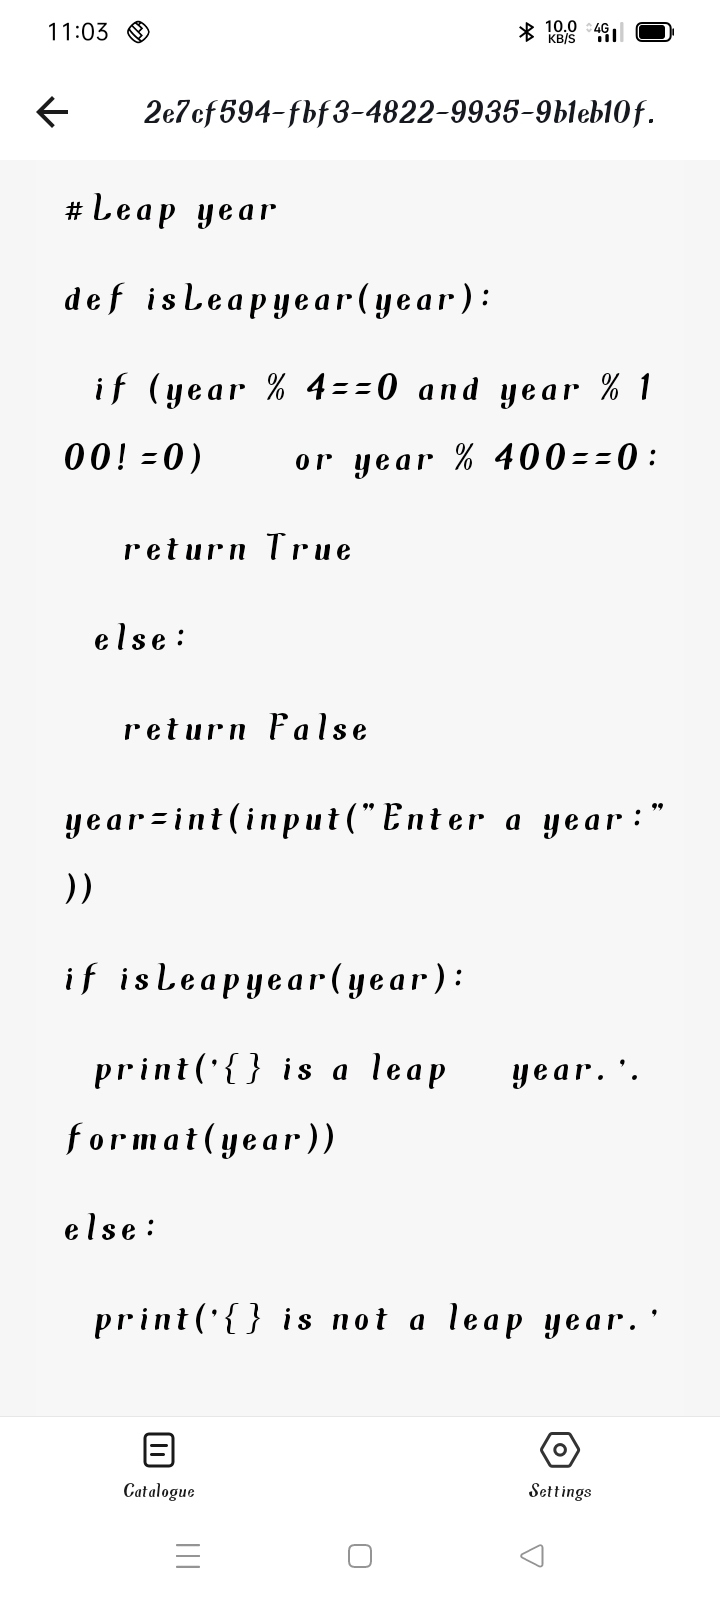 11:03
10.0 KB/S 4G
2e7cf594-fbf3-4822-9935-9b1eb10f.
#Leap year
def isLeapyear(year):
if (year % 4==0 and year % 1
00!=0) or year % 400==0:
return True
else:
return False
year=int(input("Enter a year:"
))
if isLeapyear(year):
print('{} is a leap year.'.
format(year))
else:
print('{} is not a leap year.'
Catalogue
Settings